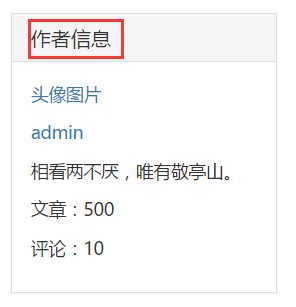 作者信息
头像图片
admin
相看两不厌，唯有敬亭山。
文章：500
评论：10